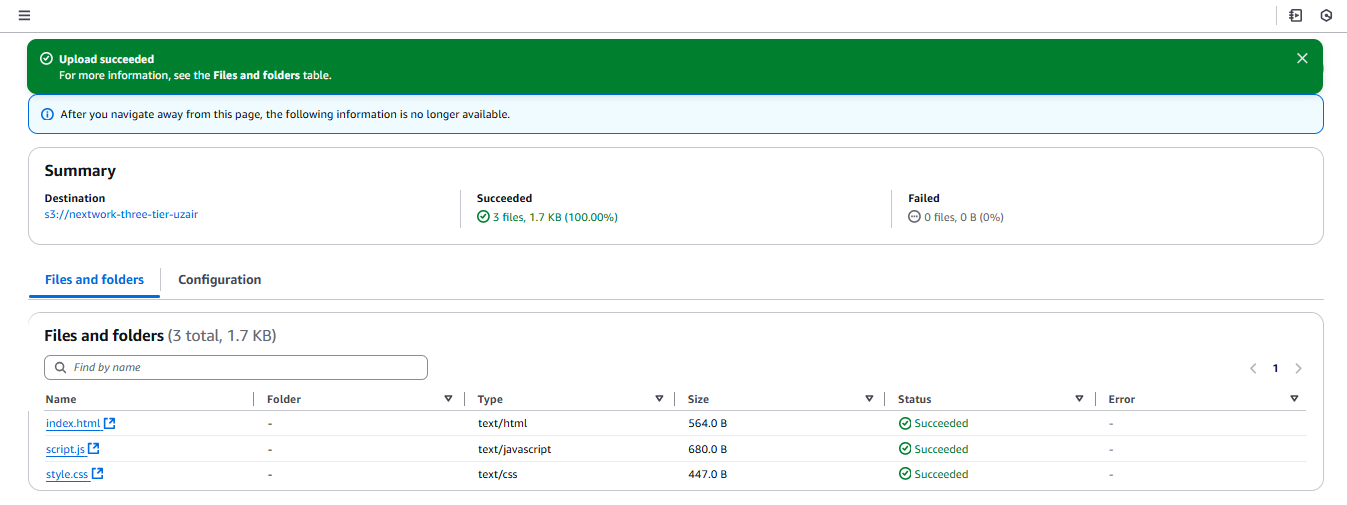 Upload succeeded
For more information, see the Files and folders table.
After you navigate away from this page, the following information is no longer available.
Summary
Destination
s3://nextwork-three-tier-uzair
Succeeded
3 files, 1.7 KB (100.00%)
Failed
0 files, 0 B (0%)
Files and folders
Configuration
Files and folders (3 total, 1.7 KB)
Find by name
1
Name Folder Type Size Status Error
index.html - text/html 564.0 B Succeeded -
script.js - text/javascript 680.0 B Succeeded -
style.css - text/css 447.0 B Succeeded -